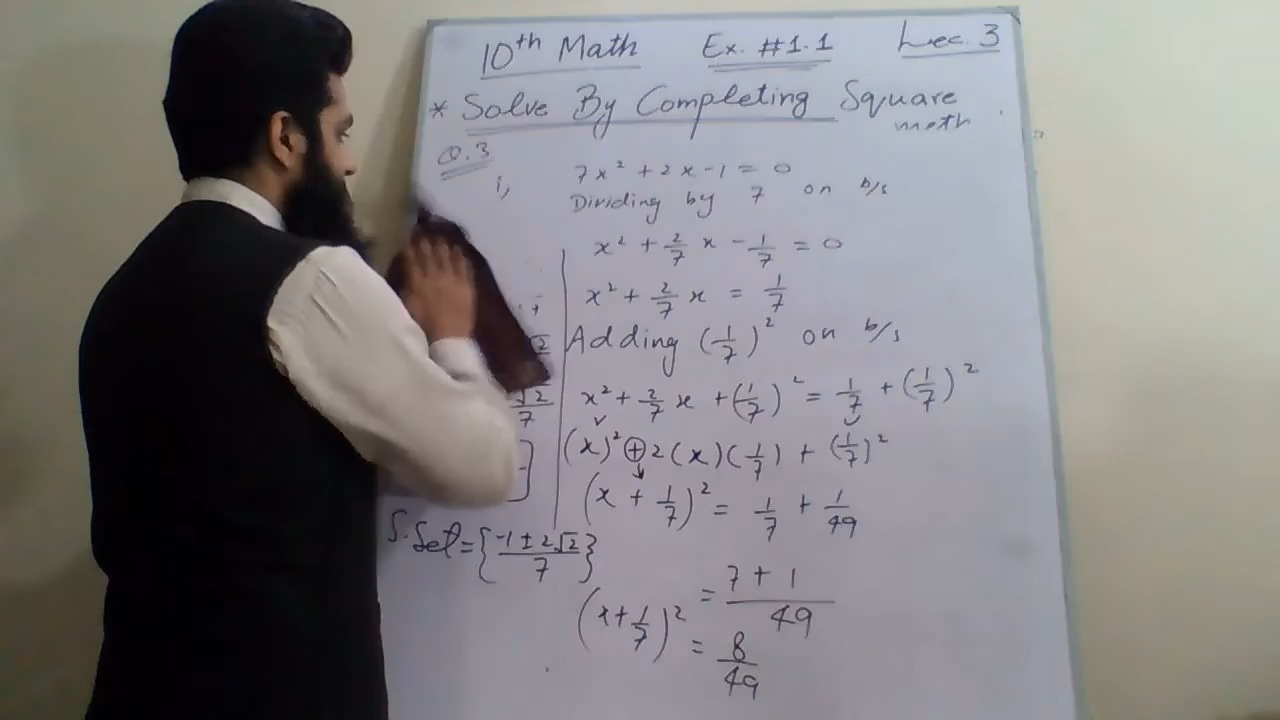 10th Math Ex. #1.1 Lec. 3
* Solve By Completing Square
math
Q.3
i, 7x² + 2x - 1 = 0
Dividing by 7 on b/s
x² + 2/7 x - 1/7 = 0
x² + 2/7 x = 1/7
Adding (1/7)² on b/s
x² + 2/7 x + (1/7)² = 1/7 + (1/7)²
(x)² + 2(x)(1/7) + (1/7)²
(x + 1/7)² = 1/7 + 1/49
(x + 1/7)² = 7 + 1/49
= 8/49
√2
√2/7
S. Set = {-1 ± 2√2/7}